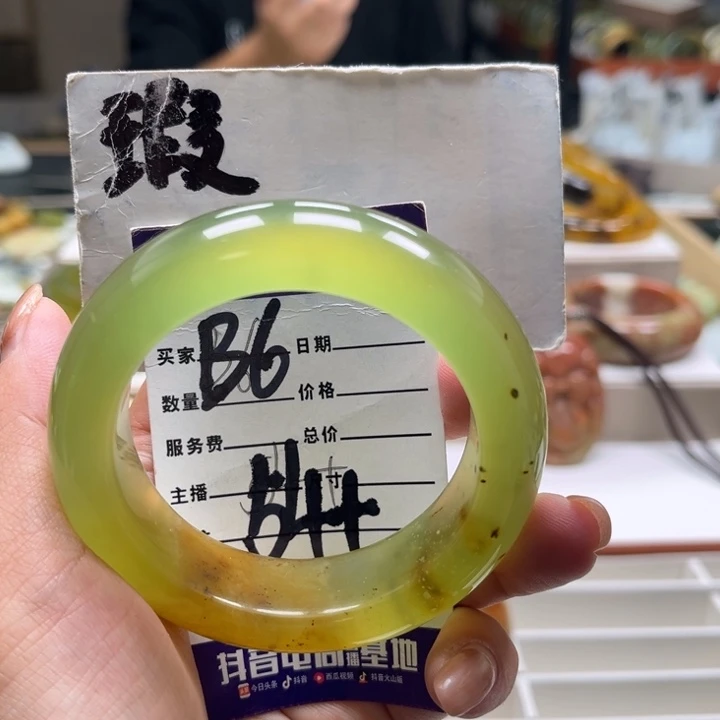 瑕
买家 B6 日期
数量 价格
服务费 总价
主播 寸
抖音电商直播基地
今日头条 抖音 西瓜视频 抖音火山版